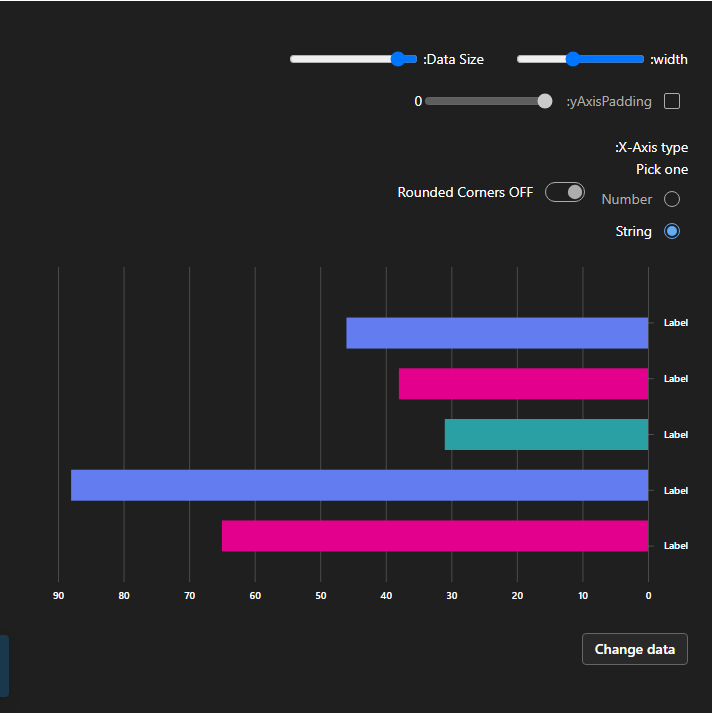 :width
:Data Size
:yAxisPadding
0
:X-Axis type
Pick one
Number
Rounded Corners OFF
String
Label
Label
Label
Label
Label
90 80 70 60 50 40 30 20 10 0
Change data